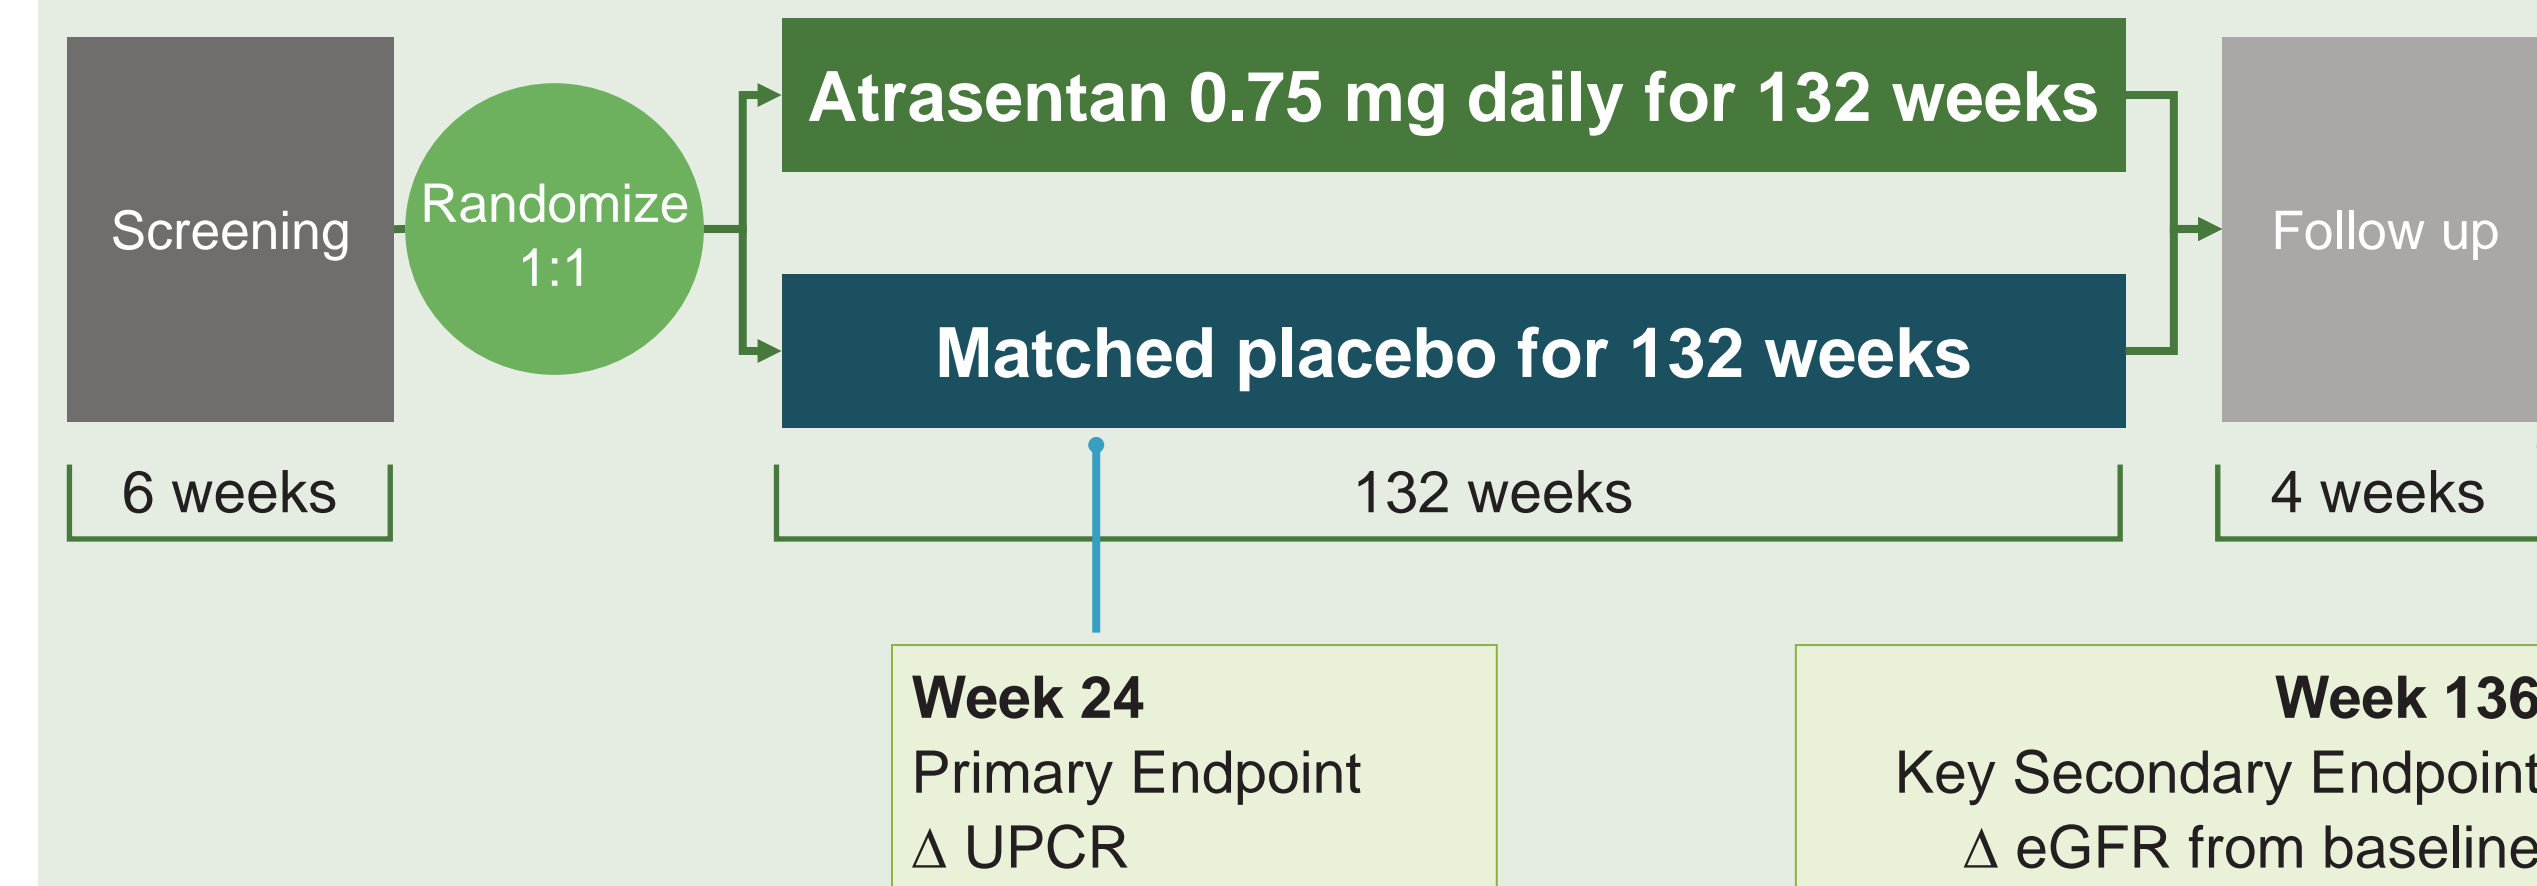 Atrasentan 0.75 mg daily for 132 weeks
Screening
Randomize
1:1
Follow up
Matched placebo for 132 weeks
6 weeks
132 weeks
4 weeks
Week 24
Primary Endpoint
Δ UPCR
Week 136
Key Secondary Endpoint
Δ eGFR from baseline